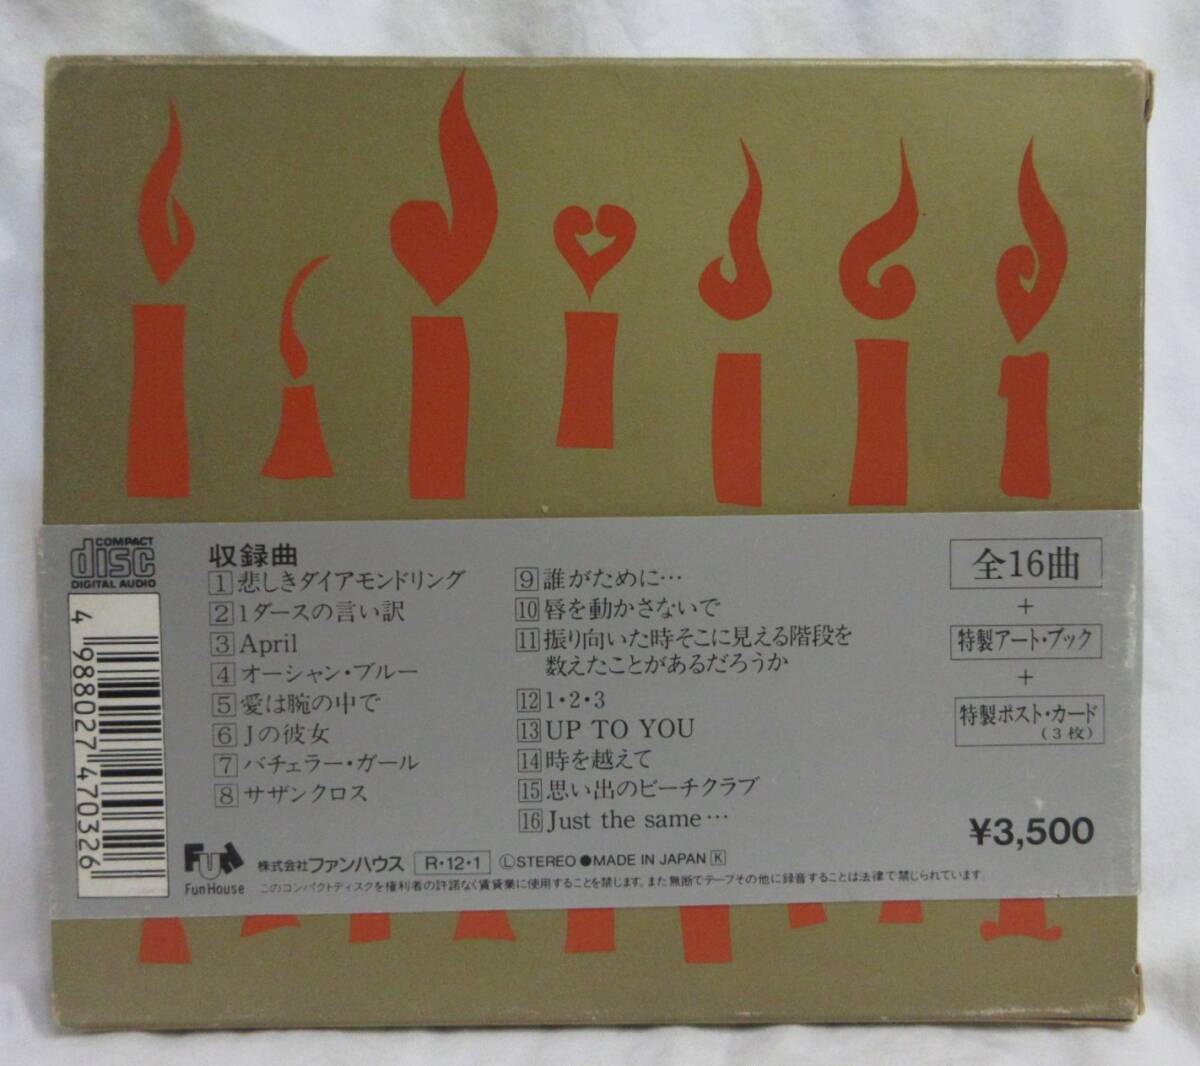 COMPACT
disc
DIGITAL AUDIO
4 988027 470326
収録曲
1 悲しきダイアモンドリング
2 1ダースの言い訳
3 April
4 オーシャン・ブルー
5 愛は腕の中で
6 Jの彼女
7 バチェラー・ガール
8 サザンクロス
9 誰がために…
10 唇を動かさないで
11 振り向いた時そこに見える階段を
数えたことがあるだろうか
12 1・2・3
13 UP TO YOU
14 時を越えて
15 思い出のビーチクラブ
16 Just the same…
全16曲
+
特製アート・ブック
+
特製ポスト・カード
(3枚)
¥3,500
FUN
Fun House
株式会社ファンハウス R・12・1 ⓁSTEREO ●MADE IN JAPAN K
このコンパクトディスクを権利者の許諾なく賃貸業に使用することを禁じます。また無断でテープその他に録音することは法律で禁じられています。